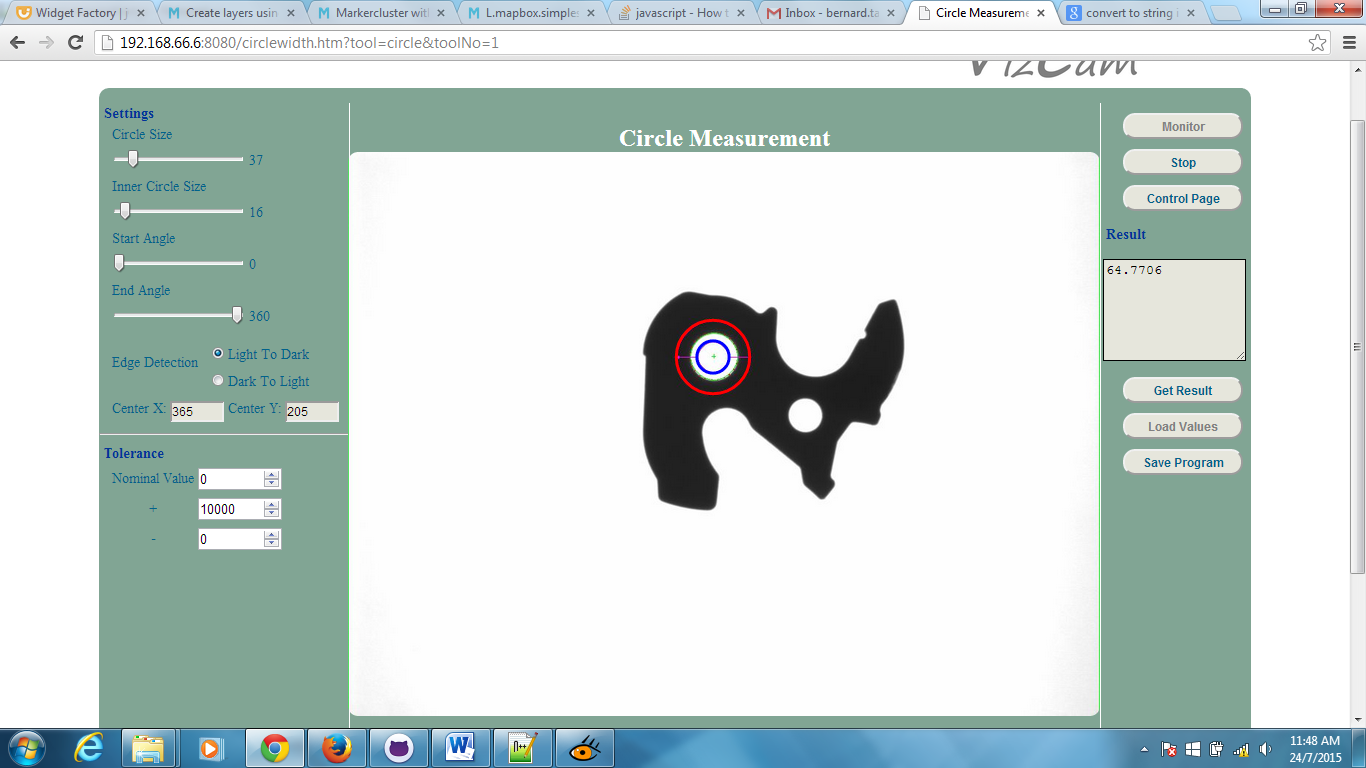 Widget Factory | j
Create layers using
Markercluster with
L.mapbox.simples
javascript - How t
Inbox - bernard.ta
Circle Measureme
convert to string i
192.168.66.6:8080/circlewidth.htm?tool=circle&toolNo=1
VizCam
Settings
Circle Size
37
Inner Circle Size
16
Start Angle
0
End Angle
360
Edge Detection
Light To Dark
Dark To Light
Center X: 365 Center Y: 205
Tolerance
Nominal Value 0
+ 10000
- 0
Circle Measurement
Monitor
Stop
Control Page
Result
64.7706
Get Result
Load Values
Save Program
11:48 AM
24/7/2015